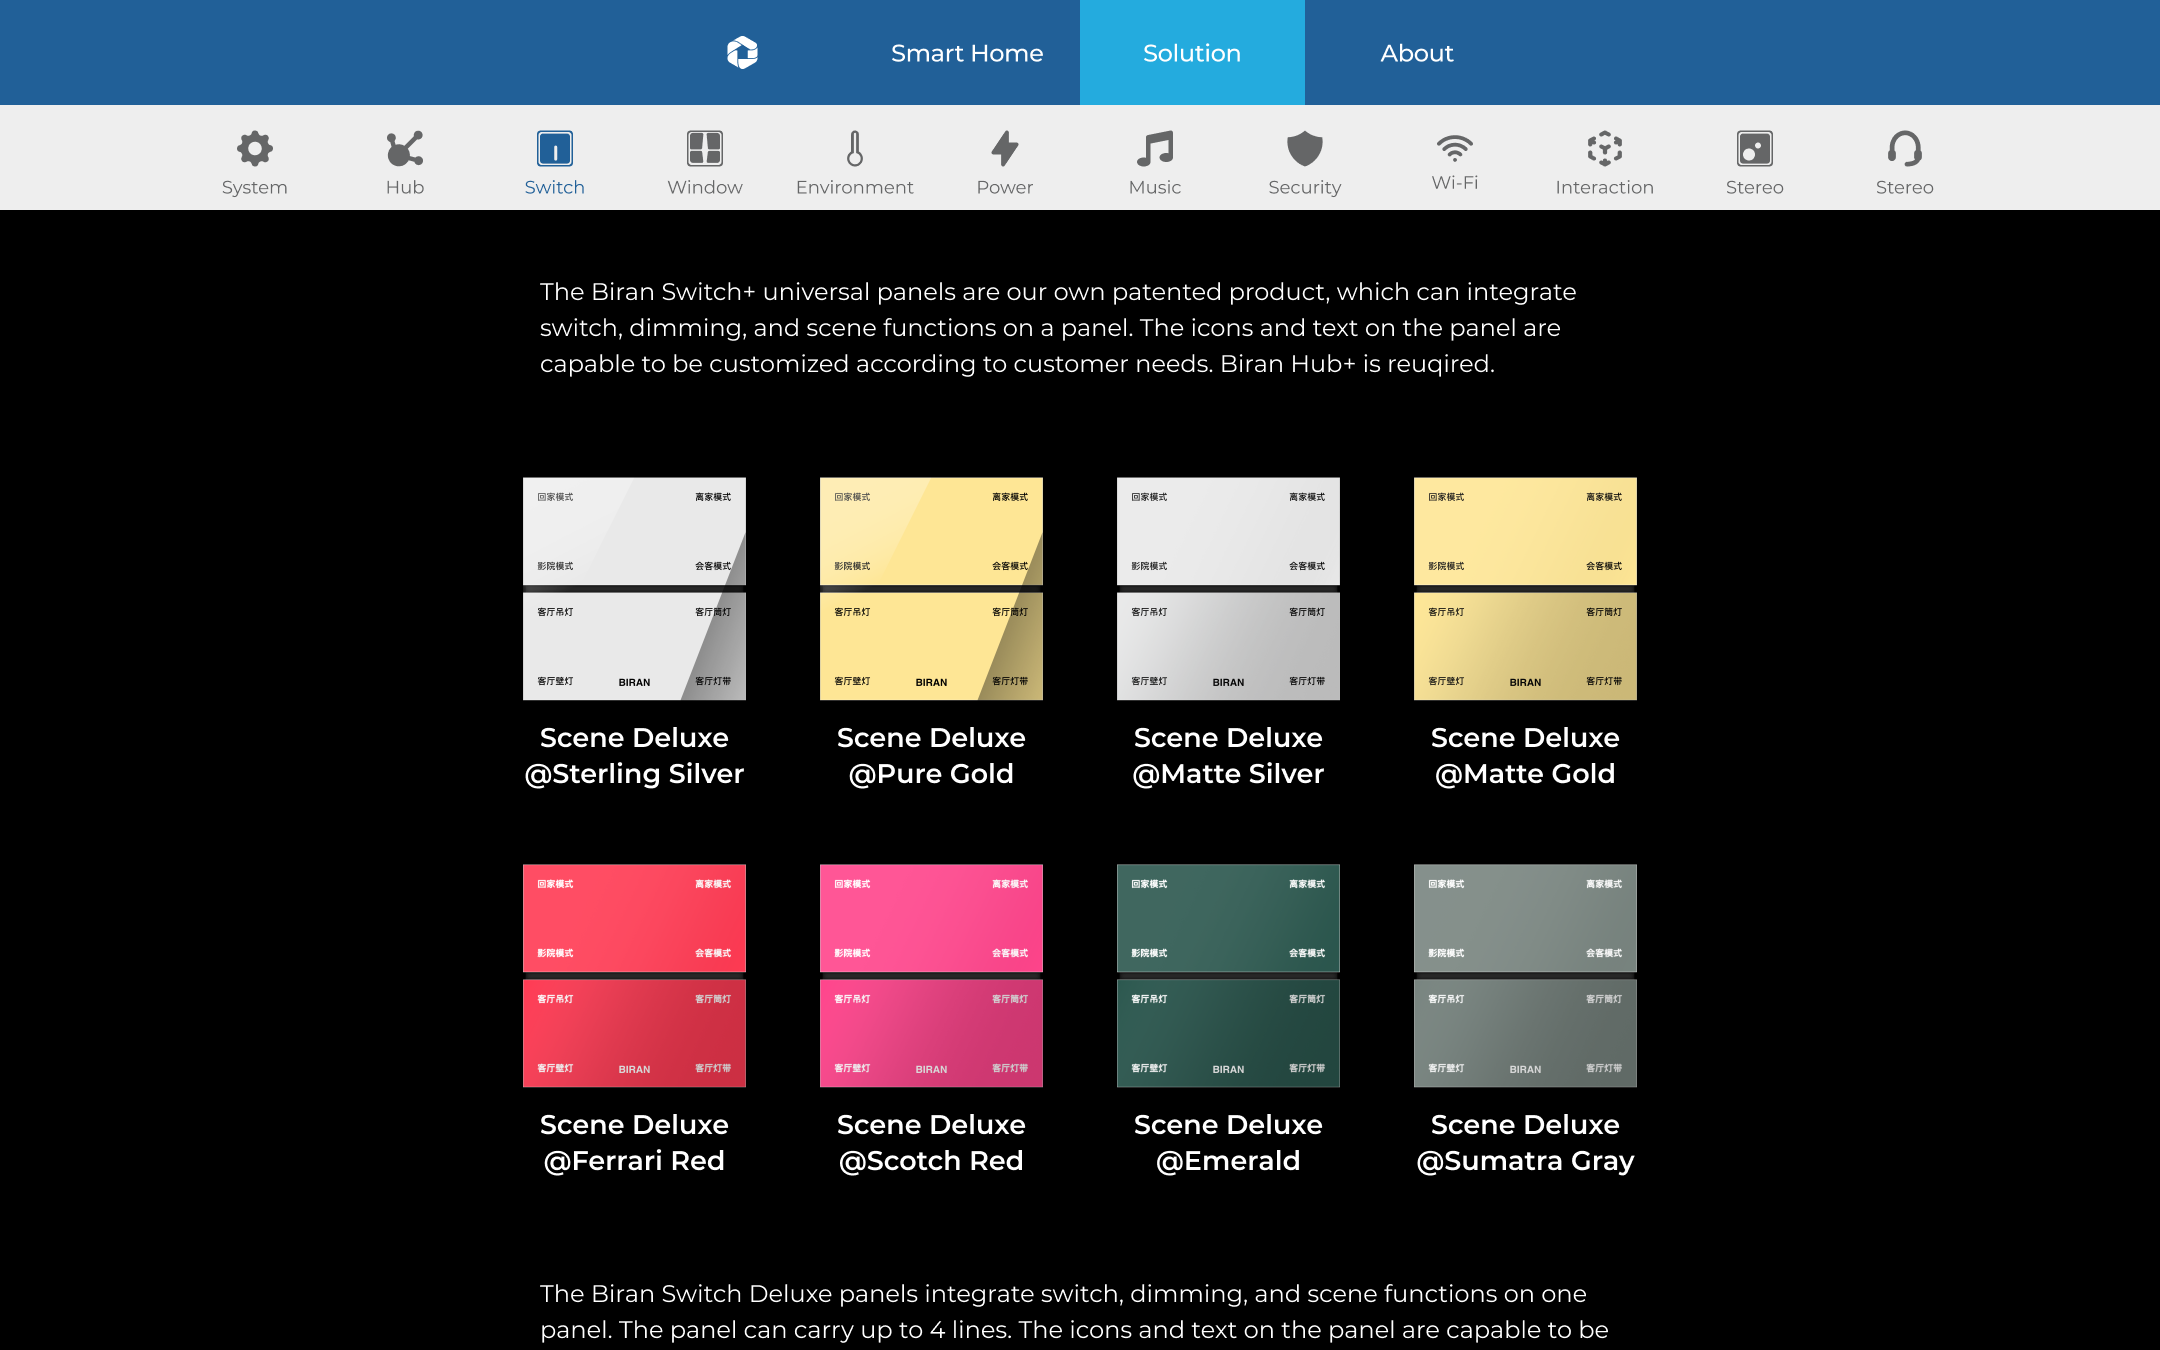 Smart Home
Solution
About
System
Hub
Switch
Window
Environment
Power
Music
Security
Wi-Fi
Interaction
Stereo
Stereo
The Biran Switch+ universal panels are our own patented product, which can integrate
switch, dimming, and scene functions on a panel. The icons and text on the panel are
capable to be customized according to customer needs. Biran Hub+ is reuqired.
回家模式 离家模式
影院模式 会客模式
客厅吊灯 客厅筒灯
客厅壁灯 BIRAN 客厅灯带
Scene Deluxe
@Sterling Silver
回家模式 离家模式
影院模式 会客模式
客厅吊灯 客厅筒灯
客厅壁灯 BIRAN 客厅灯带
Scene Deluxe
@Pure Gold
回家模式 离家模式
影院模式 会客模式
客厅吊灯 客厅筒灯
客厅壁灯 BIRAN 客厅灯带
Scene Deluxe
@Matte Silver
回家模式 离家模式
影院模式 会客模式
客厅吊灯 客厅筒灯
客厅壁灯 BIRAN 客厅灯带
Scene Deluxe
@Matte Gold
回家模式 离家模式
影院模式 会客模式
客厅吊灯 客厅筒灯
客厅壁灯 BIRAN 客厅灯带
Scene Deluxe
@Ferrari Red
回家模式 离家模式
影院模式 会客模式
客厅吊灯 客厅筒灯
客厅壁灯 BIRAN 客厅灯带
Scene Deluxe
@Scotch Red
回家模式 离家模式
影院模式 会客模式
客厅吊灯 客厅筒灯
客厅壁灯 BIRAN 客厅灯带
Scene Deluxe
@Emerald
回家模式 离家模式
影院模式 会客模式
客厅吊灯 客厅筒灯
客厅壁灯 BIRAN 客厅灯带
Scene Deluxe
@Sumatra Gray
The Biran Switch Deluxe panels integrate switch, dimming, and scene functions on one
panel. The panel can carry up to 4 lines. The icons and text on the panel are capable to be